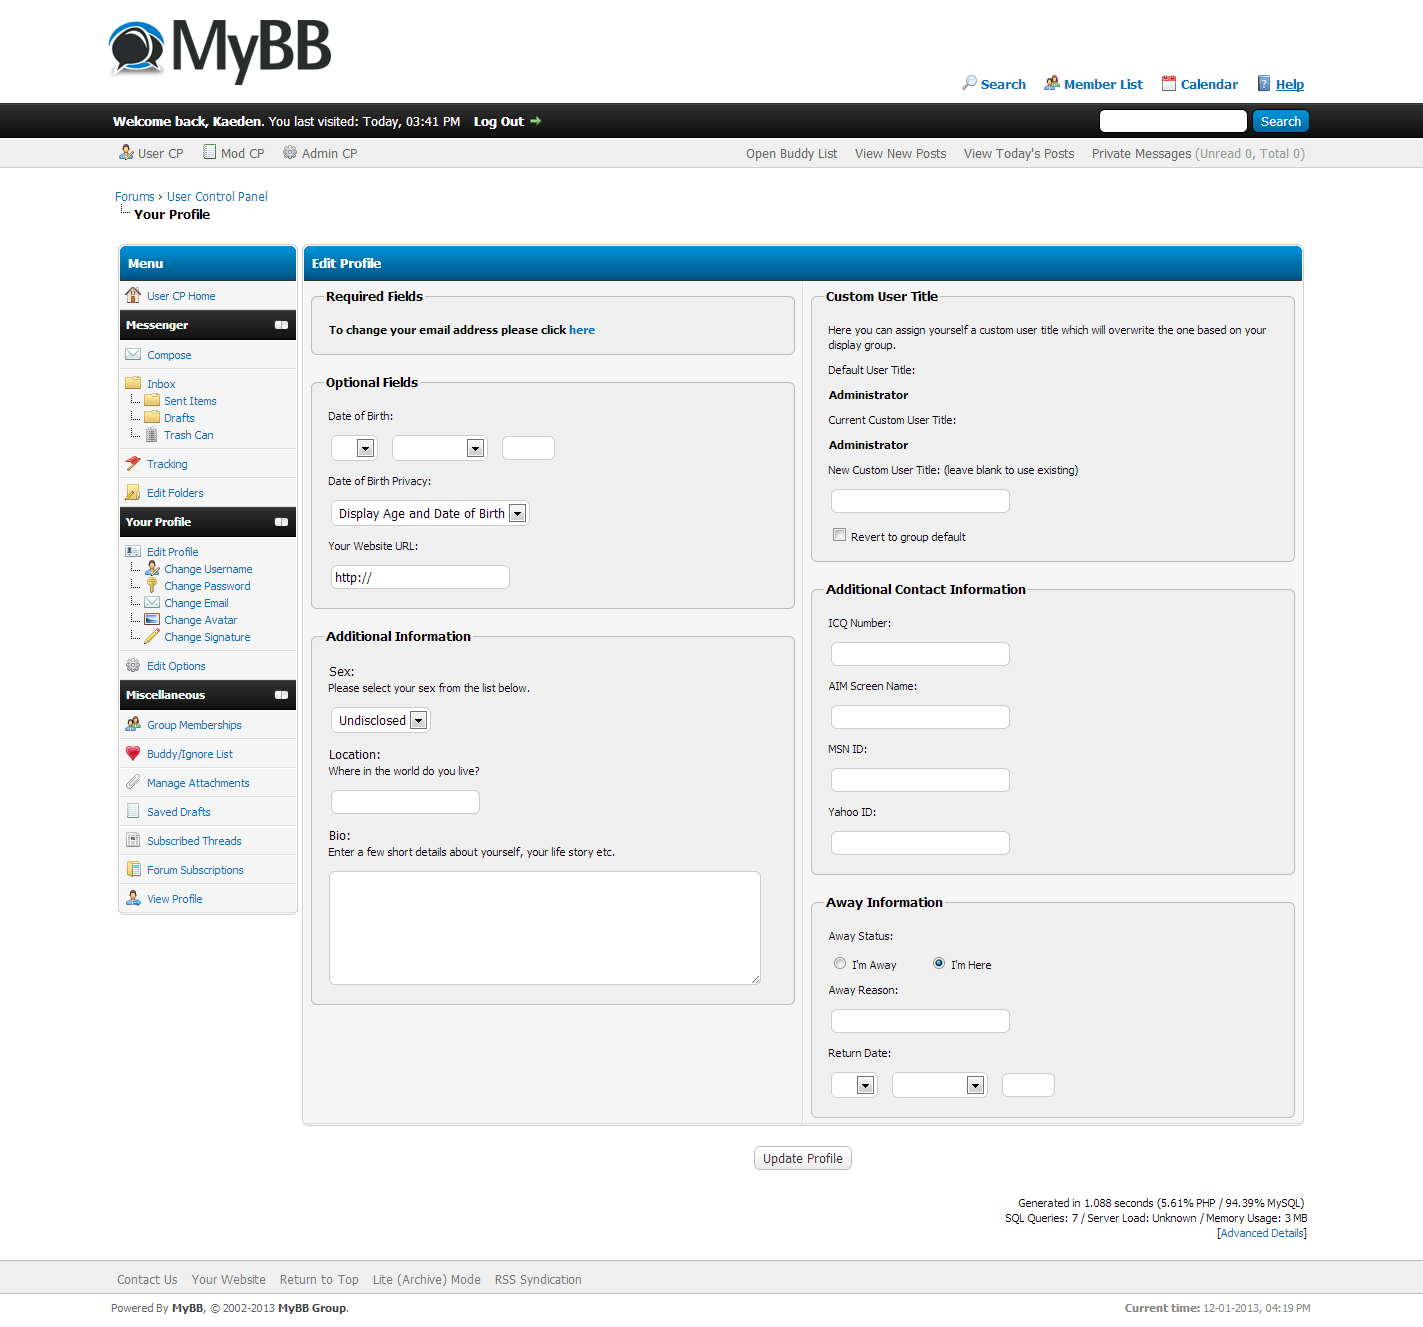 MyBB
Search Member List Calendar Help
Welcome back, Kaeden. You last visited: Today, 03:41 PM Log Out
Search
User CP Mod CP Admin CP
Open Buddy List View New Posts View Today's Posts Private Messages (Unread 0, Total 0)
Forums › User Control Panel
Your Profile
Menu
User CP Home
Messenger
Compose
Inbox
Sent Items
Drafts
Trash Can
Tracking
Edit Folders
Your Profile
Edit Profile
Change Username
Change Password
Change Email
Change Avatar
Change Signature
Edit Options
Miscellaneous
Group Memberships
Buddy/Ignore List
Manage Attachments
Saved Drafts
Subscribed Threads
Forum Subscriptions
View Profile
Edit Profile
Required Fields
To change your email address please click here
Optional Fields
Date of Birth:
Date of Birth Privacy:
Display Age and Date of Birth
Your Website URL:
http://
Additional Information
Sex:
Please select your sex from the list below.
Undisclosed
Location:
Where in the world do you live?
Bio:
Enter a few short details about yourself, your life story etc.
Custom User Title
Here you can assign yourself a custom user title which will overwrite the one based on your
display group.
Default User Title:
Administrator
Current Custom User Title:
Administrator
New Custom User Title: (leave blank to use existing)
Revert to group default
Additional Contact Information
ICQ Number:
AIM Screen Name:
MSN ID:
Yahoo ID:
Away Information
Away Status:
I'm Away I'm Here
Away Reason:
Return Date:
Update Profile
Generated in 1.088 seconds (5.61% PHP / 94.39% MySQL)
SQL Queries: 7 / Server Load: Unknown / Memory Usage: 3 MB
[Advanced Details]
Contact Us Your Website Return to Top Lite (Archive) Mode RSS Syndication
Powered By MyBB, © 2002-2013 MyBB Group.
Current time: 12-01-2013, 04:19 PM